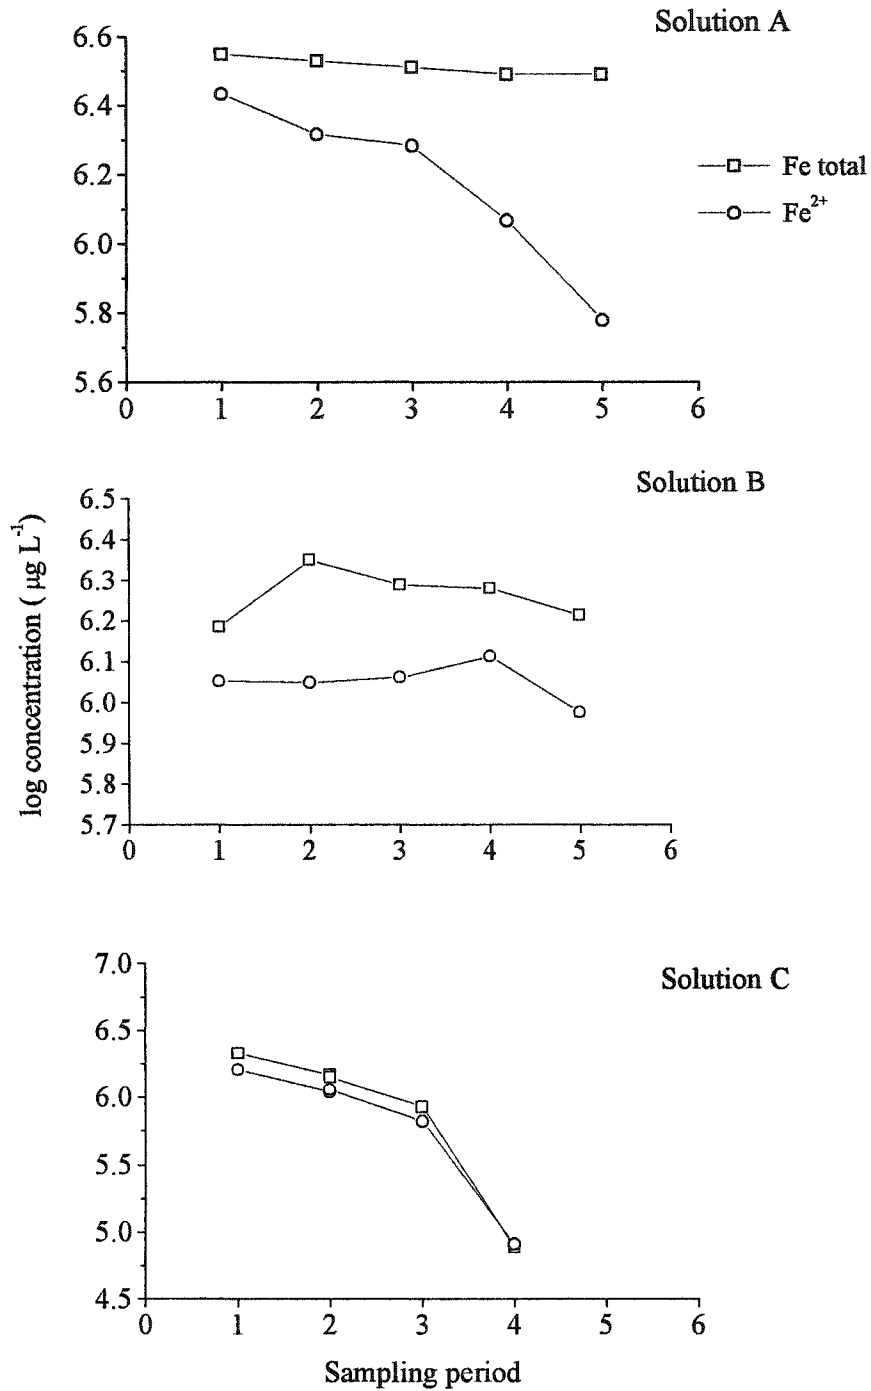 Solution A
6.6
6.4
6.2
6.0
5.8
5.6
0 1 2 3 4 5 6
Fe total
Fe²⁺
Solution B
log concentration ( µg L⁻¹)
6.5
6.4
6.3
6.2
6.1
6.0
5.9
5.8
5.7
0 1 2 3 4 5 6
Solution C
7.0
6.5
6.0
5.5
5.0
4.5
0 1 2 3 4 5 6
Sampling period